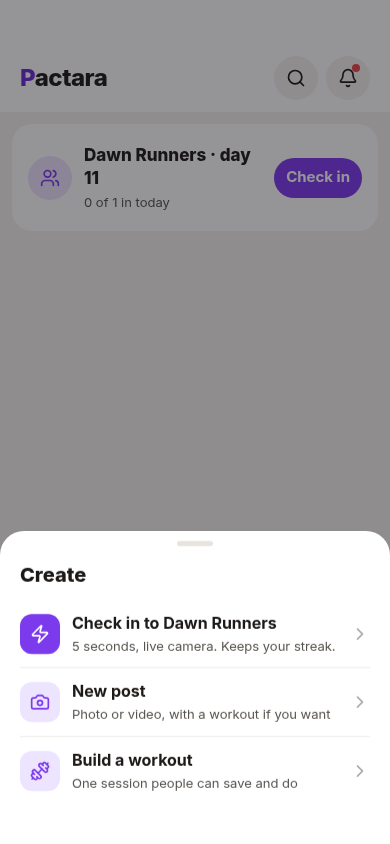 Pactara
Dawn Runners · day
11
0 of 1 in today
Check in
Create
Check in to Dawn Runners
5 seconds, live camera. Keeps your streak.
New post
Photo or video, with a workout if you want
Build a workout
One session people can save and do